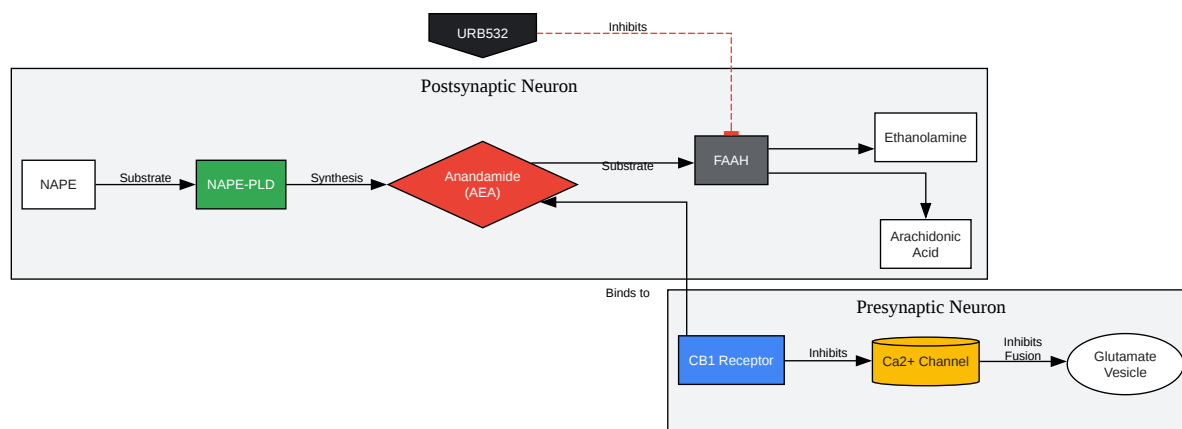 URB532
Inhibits
Postsynaptic Neuron
NAPE
Substrate
NAPE-PLD
Synthesis
Anandamide
(AEA)
Substrate
FAAH
Ethanolamine
Arachidonic
Acid
Binds to
Presynaptic Neuron
CB1 Receptor
Inhibits
Ca2+ Channel
Inhibits
Fusion
Glutamate
Vesicle